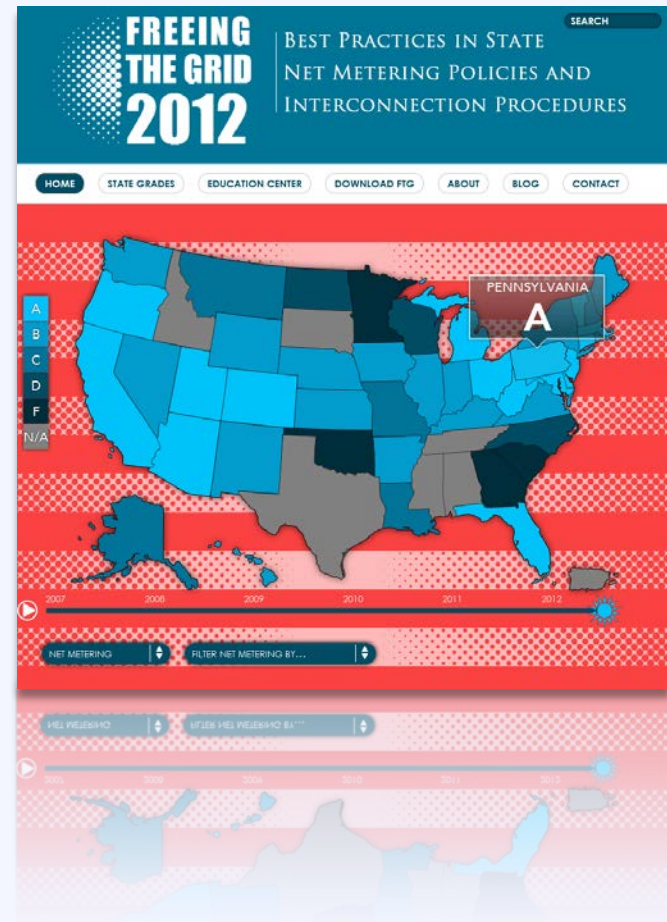 SEARCH
FREEING
THE GRID
2012
BEST PRACTICES IN STATE
NET METERING POLICIES AND
INTERCONNECTION PROCEDURES
HOME STATE GRADES EDUCATION CENTER DOWNLOAD FTG ABOUT BLOG CONTACT
PENNSYLVANIA
A
A
B
C
D
F
N/A
2007 2008 2009 2010 2011 2012
NET METERING FILTER NET METERING BY...